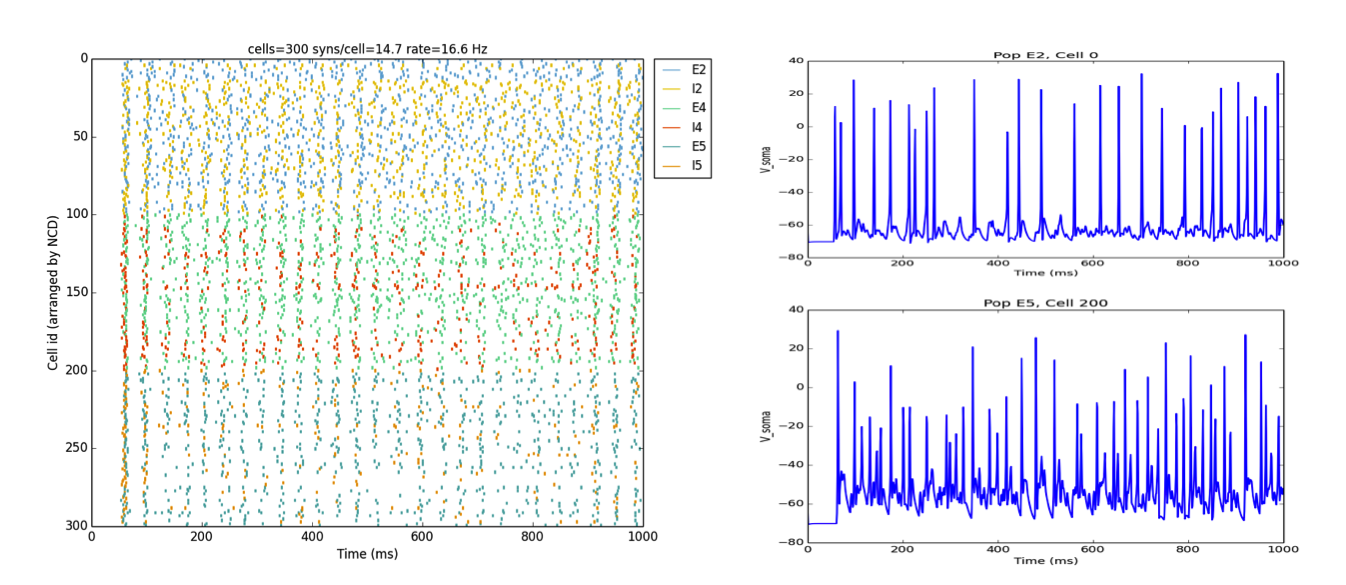 cells=300 syns/cell=14.7 rate=16.6 Hz
0
50
100
150
200
250
300
Cell id (arranged by NCD)
0
200
400
600
800
1000
Time (ms)
E2
I2
E4
I4
E5
I5
Pop E2, Cell 0
40
20
0
−20
−40
−60
−80
V_soma
0
200
400
600
800
1000
Time (ms)
Pop E5, Cell 200
40
20
0
−20
−40
−60
−80
V_soma
0
200
400
600
800
1000
Time (ms)